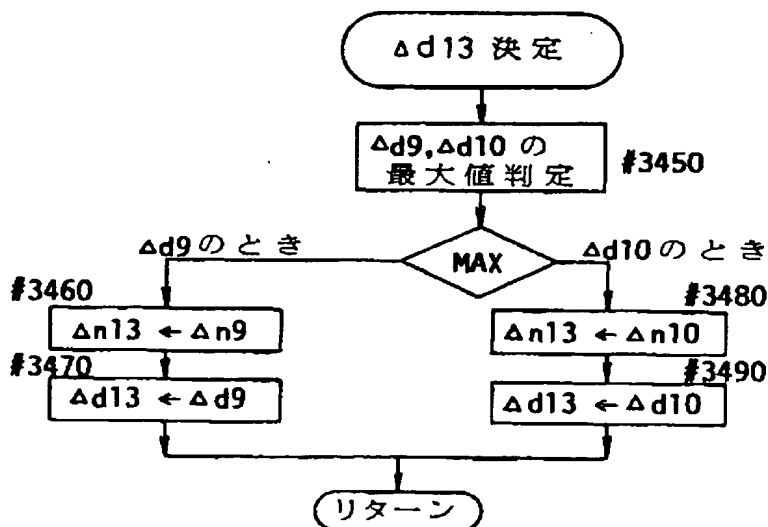 Δd13 決定
Δd9,Δd10 の
最大値判定
#3450
MAX
Δd9のとき
Δd10のとき
#3460
Δn13 ← Δn9
#3470
Δd13 ← Δd9
#3480
Δn13 ← Δn10
#3490
Δd13 ← Δd10
リターン